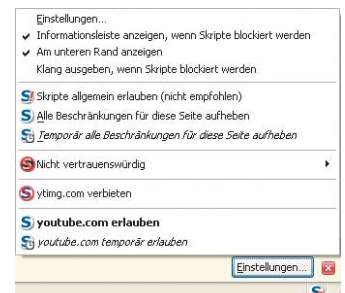 Einstellungen...
Informationsleiste anzeigen, wenn Skripte blockiert werden
Am unteren Rand anzeigen
Klang ausgeben, wenn Skripte blockiert werden
Skripte allgemein erlauben (nicht empfohlen)
Alle Beschränkungen für diese Seite aufheben
Temporär alle Beschränkungen für diese Seite aufheben
Nicht vertrauenswürdig
ytimg.com verbieten
youtube.com erlauben
youtube.com temporär erlauben
Einstellungen...